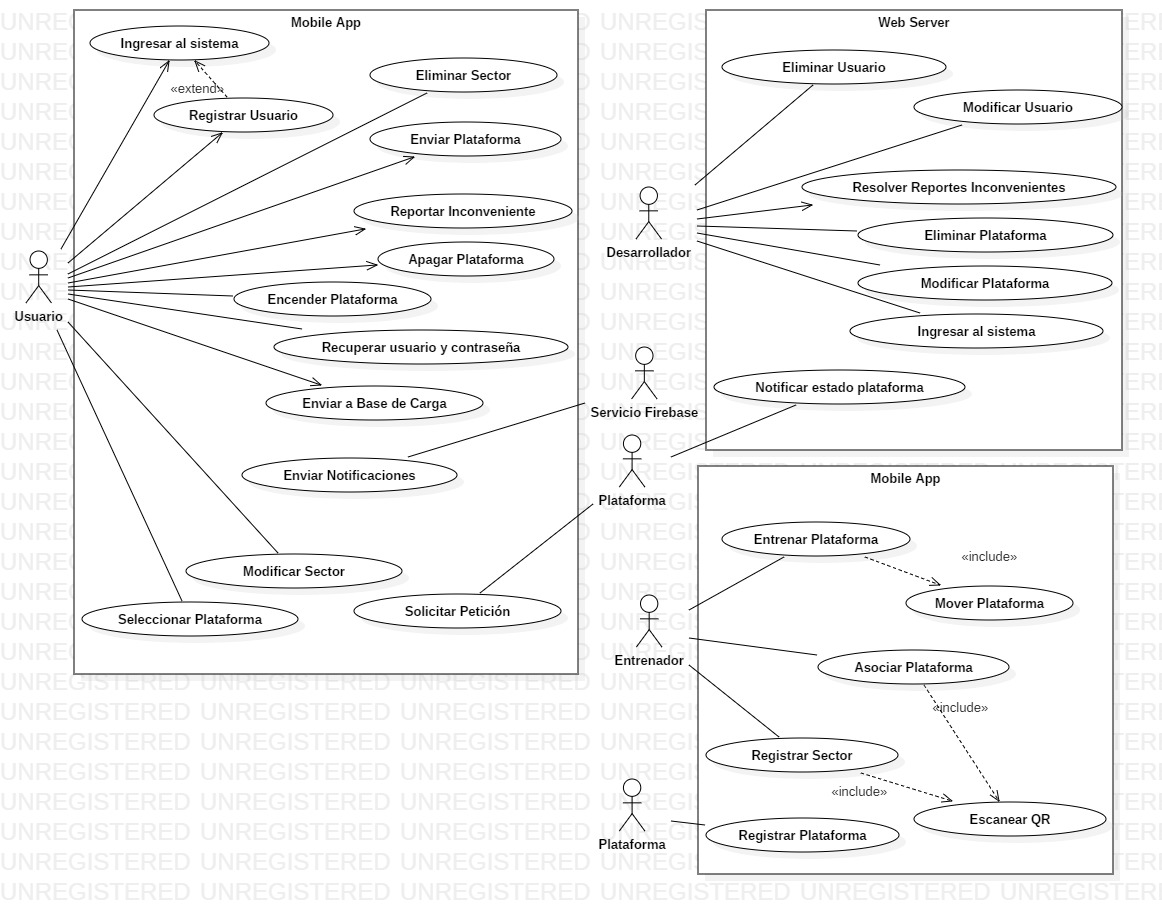 Mobile App
Ingresar al sistema
«extend»
Registrar Usuario
Eliminar Sector
Enviar Plataforma
Reportar Inconveniente
Apagar Plataforma
Encender Plataforma
Usuario
Recuperar usuario y contraseña
Enviar a Base de Carga
Enviar Notificaciones
Modificar Sector
Seleccionar Plataforma
Solicitar Petición
Web Server
Eliminar Usuario
Modificar Usuario
Resolver Reportes Inconvenientes
Desarrollador
Eliminar Plataforma
Modificar Plataforma
Ingresar al sistema
Notificar estado plataforma
Servicio Firebase
Plataforma
Mobile App
Entrenar Plataforma
«include»
Mover Plataforma
Entrenador
Asociar Plataforma
«include»
Registrar Sector
«include»
Escanear QR
Registrar Plataforma
Plataforma
UNREGISTERED UNREGISTERED UNREGISTERED UNREGISTERED UNREGISTERED